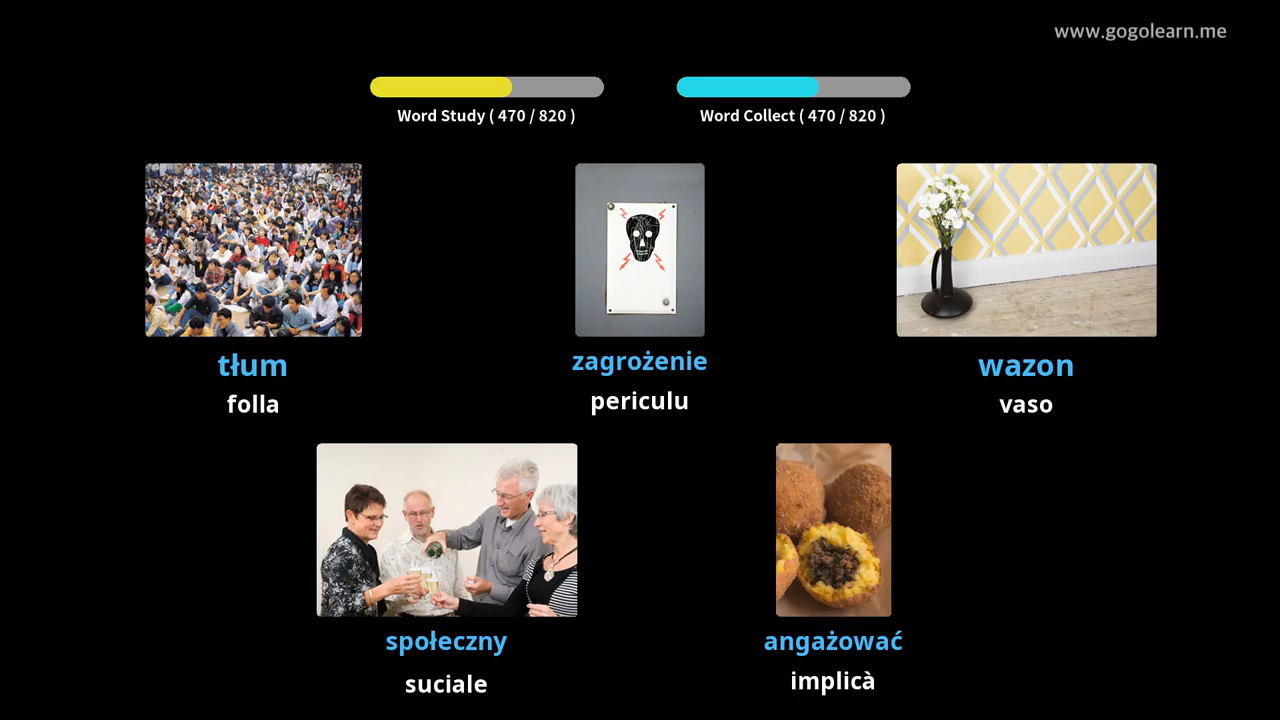 www.gogolearn.me
Word Study ( 470 / 820 )
Word Collect ( 470 / 820 )
tłum
folla
zagrożenie
periculu
wazon
vaso
społeczny
suciale
angażować
implicà